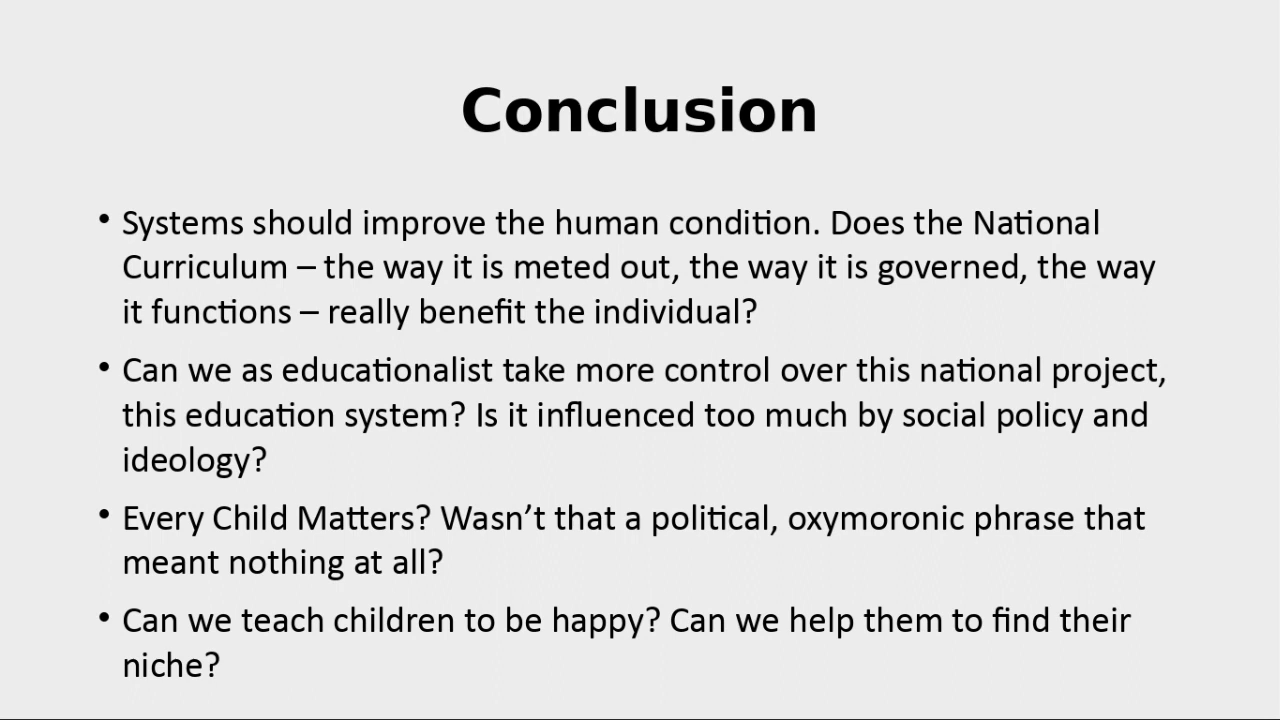 Conclusion
• Systems should improve the human condition. Does the National
Curriculum – the way it is meted out, the way it is governed, the way
it functions – really benefit the individual?
• Can we as educationalist take more control over this national project,
this education system? Is it influenced too much by social policy and
ideology?
• Every Child Matters? Wasn’t that a political, oxymoronic phrase that
meant nothing at all?
• Can we teach children to be happy? Can we help them to find their
niche?